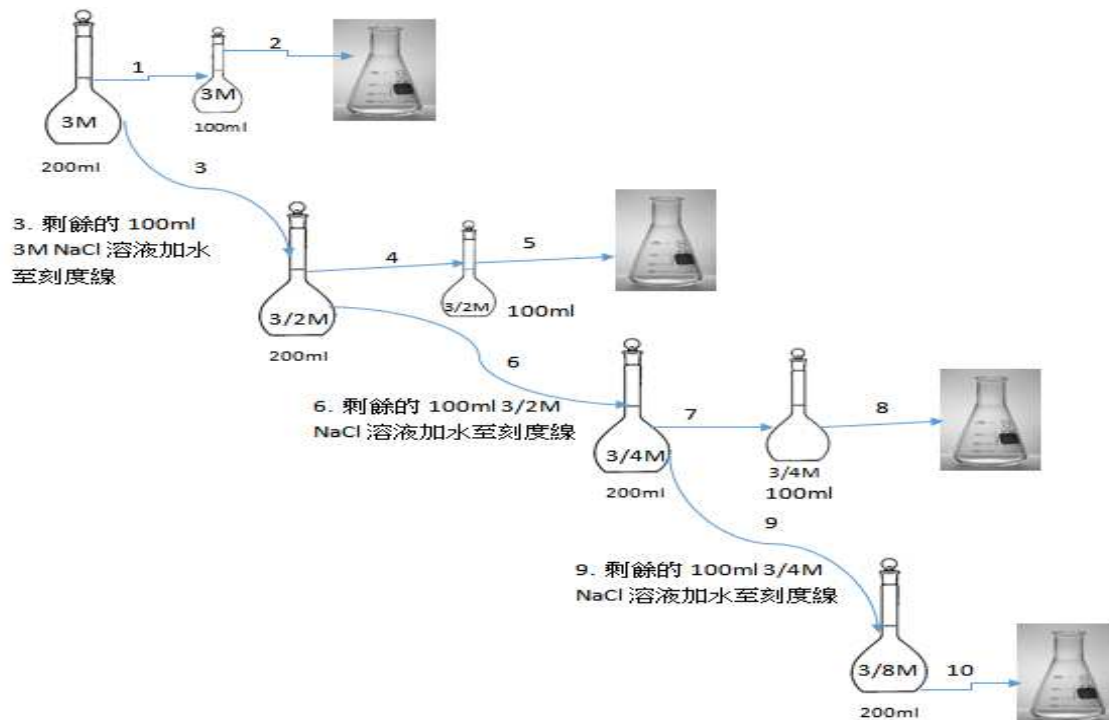 1
2
3M
3M
100ml
200ml
3
3. 剩餘的 100ml
3M NaCl 溶液加水
至刻度線
4
5
3/2M
3/2M
100ml
200ml
6
6. 剩餘的 100ml 3/2M
NaCl 溶液加水至刻度線
7
8
3/4M
3/4M
100ml
200ml
9
9. 剩餘的 100ml 3/4M
NaCl 溶液加水至刻度線
3/8M
10
200ml